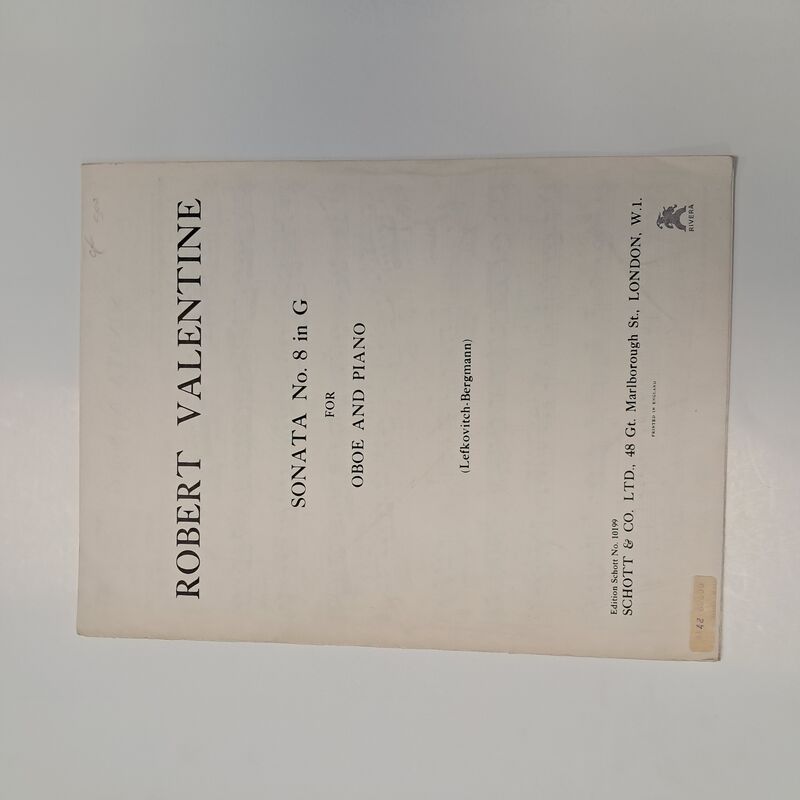 ROBERT VALENTINE
SONATA No. 8 in G
FOR
OBOE AND PIANO
(Lefkovitch-Bergmann)
Edition Schott No. 10199
SCHOTT & CO. LTD., 48 Gt. Marlborough St., LONDON, W.1.
PRINTED IN ENGLAND
RIVERA